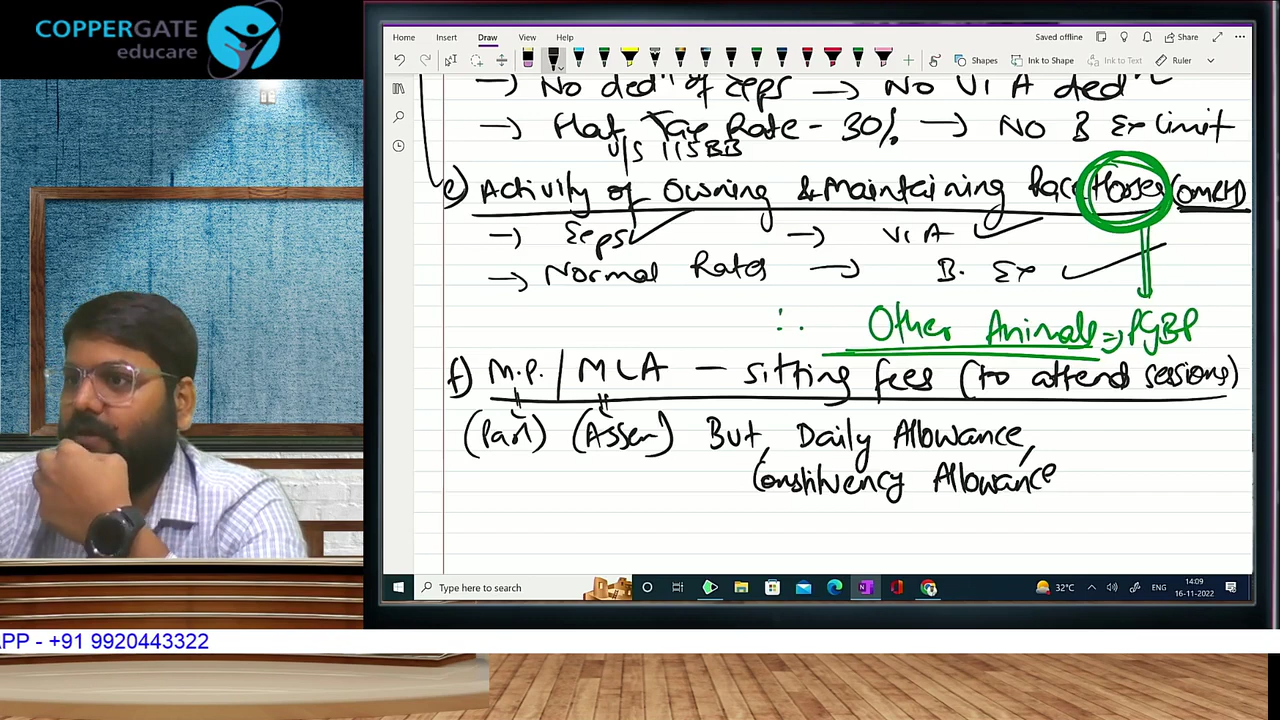 COPPERGATE
educare
Home Insert Draw View Help
Saved offline
Share
Shapes
Ink to Shape
Ink to Text
Ruler
→ No dedn of Exps → No VI A dedn
→ Flat Tax Rate - 30% → No B Ex limit
U/S 115BB
e) Activity of Owning & Maintaining Race Horses (OMRH)
→ Exps ✓ → VI A ✓
→ Normal Rates → B. Ex ✓
∴ Other Animals ⇒ PGBP
f) M.P. / MLA - sitting fees (to attend sessions)
(Parl) (Assem) But, Daily Allowance,
Constituency Allowance
Type here to search
32°C
ENG
14:09
16-11-2022
APP - +91 9920443322